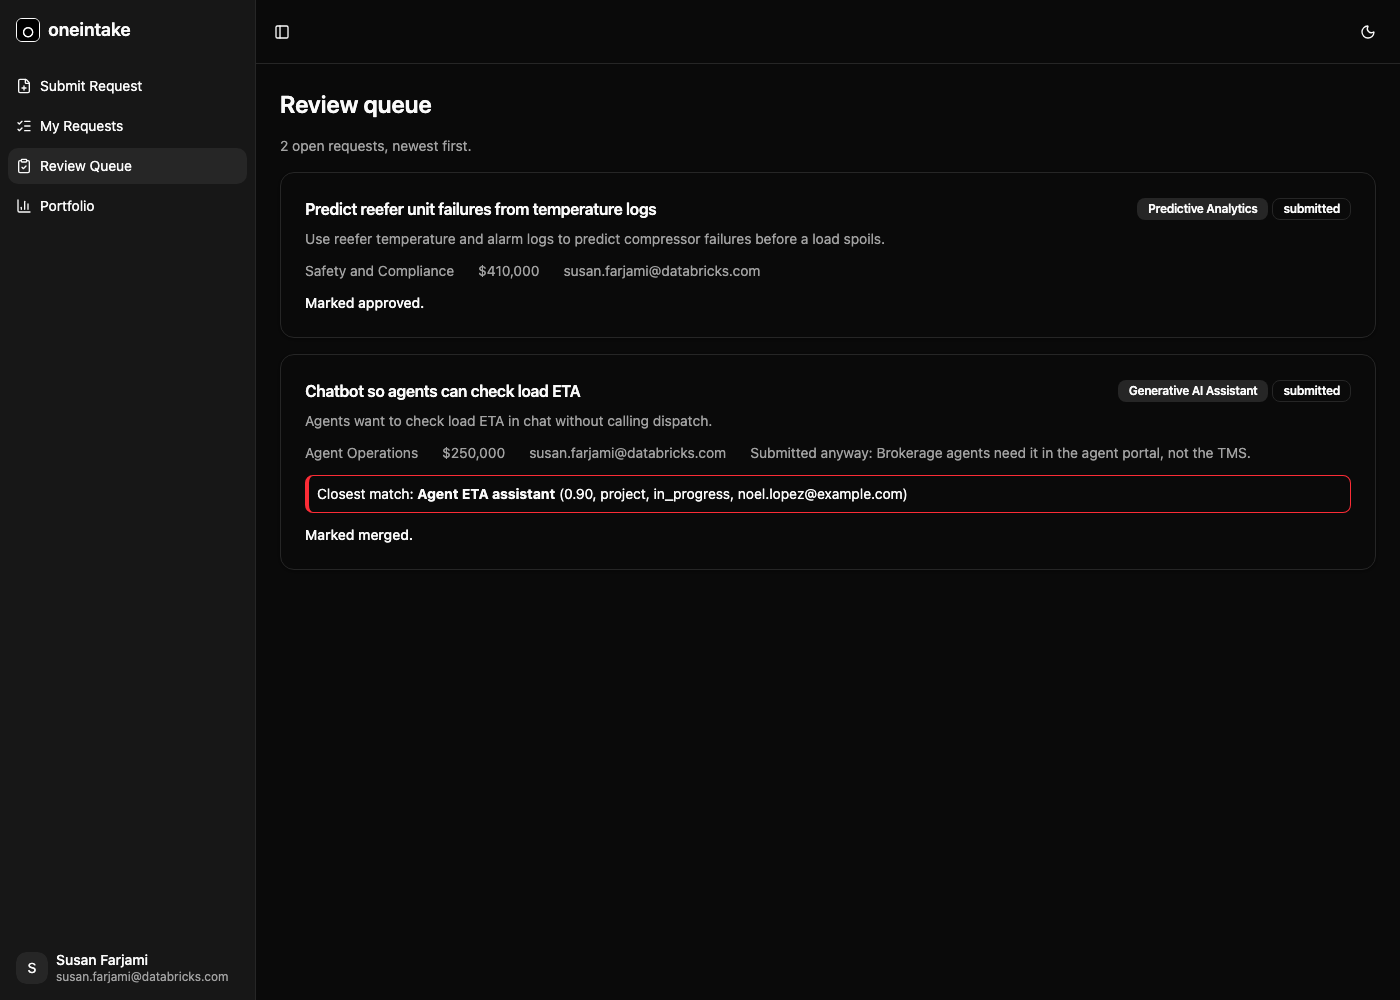 oneintake
Submit Request
My Requests
Review Queue
Portfolio
Review queue
2 open requests, newest first.
Predict reefer unit failures from temperature logs
Predictive Analytics
submitted
Use reefer temperature and alarm logs to predict compressor failures before a load spoils.
Safety and Compliance $410,000 susan.farjami@databricks.com
Marked approved.
Chatbot so agents can check load ETA
Generative AI Assistant
submitted
Agents want to check load ETA in chat without calling dispatch.
Agent Operations $250,000 susan.farjami@databricks.com Submitted anyway: Brokerage agents need it in the agent portal, not the TMS.
Closest match: Agent ETA assistant (0.90, project, in_progress, noel.lopez@example.com)
Marked merged.
S
Susan Farjami
susan.farjami@databricks.com